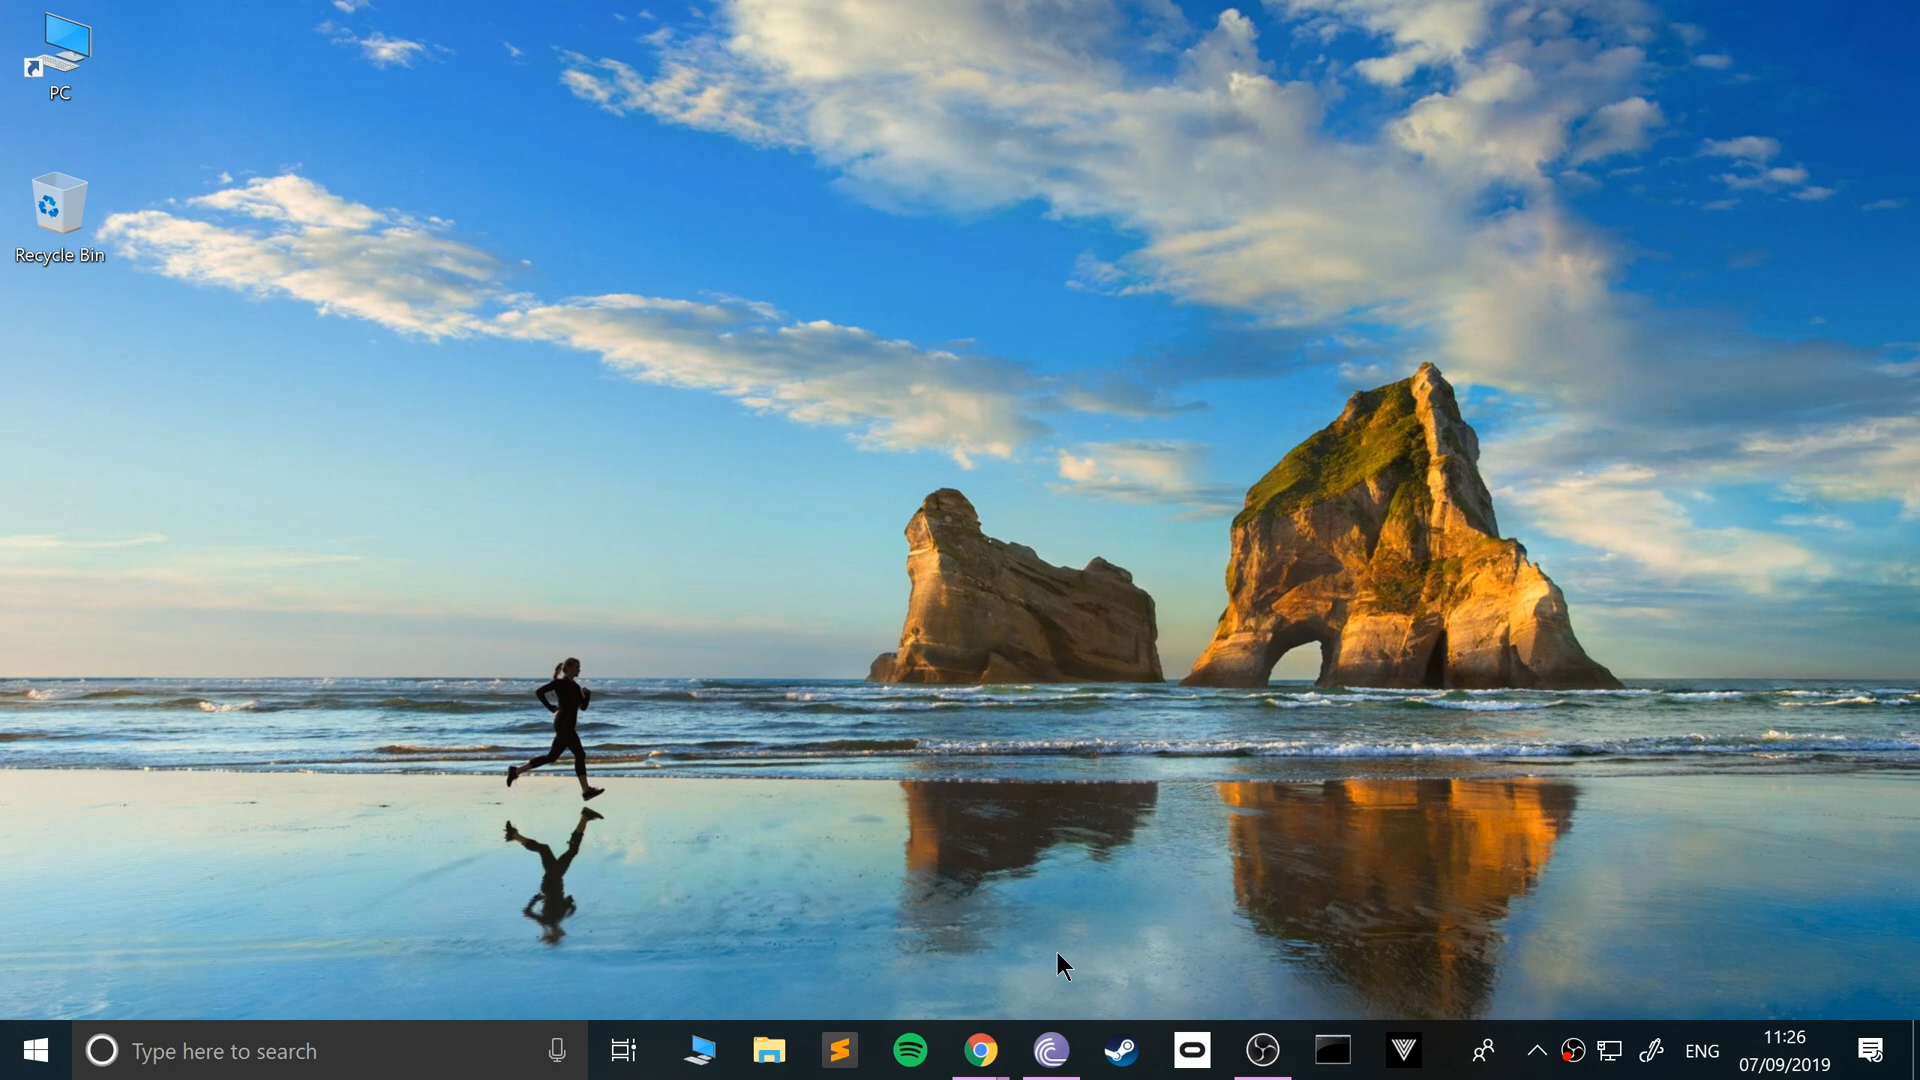 PC
Recycle Bin
Type here to search
ENG
11:26
07/09/2019